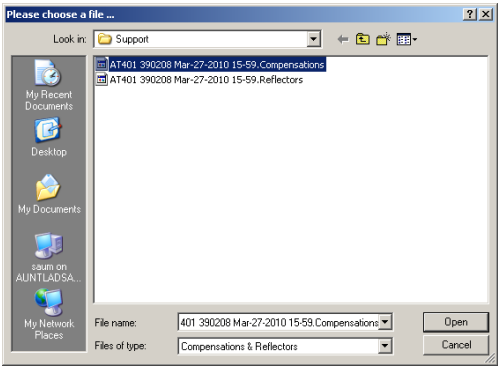 Please choose a file ...
Look in:
Support
AT401 390208 Mar-27-2010 15-59.Compensations
AT401 390208 Mar-27-2010 15-59.Reflectors
My Recent
Documents
Desktop
My Documents
saum on
AUNTLADSA...
My Network
Places
File name:
401 390208 Mar-27-2010 15-59.Compensations
Open
Files of type:
Compensations & Reflectors
Cancel